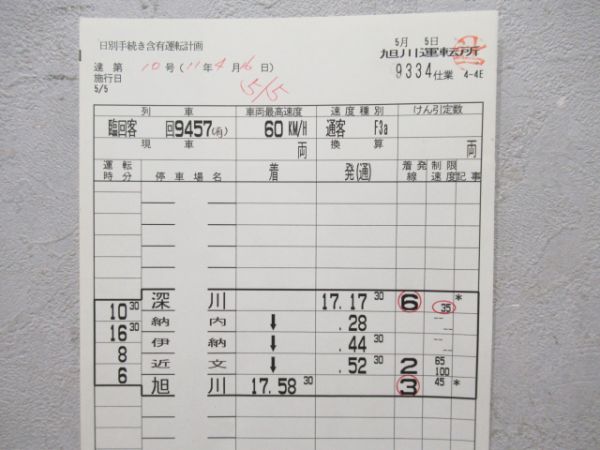 日別手続き含有運転計画
5月 5日
旭川運転所
達 第 10 号 (11年 4月 16日)
施行日
5/5
5/5
9334仕業 4-4E
列 車 車両最高速度 速度種別 けん引定数
臨回客 回9457 60 KM/H 通客 F3a
現 車 両 換 算 両
運転時分 停車場名 着 発(通) 着発線 制限速度 記事
深 川 17.17 30 6 35 *
10 30
納 内 ↓ .28 -- --
16 30
伊 納 ↓ .44 30 -- --
8
近 文 ↓ .52 30 2 65 100
6
旭 川 17.58 30 3 45 *